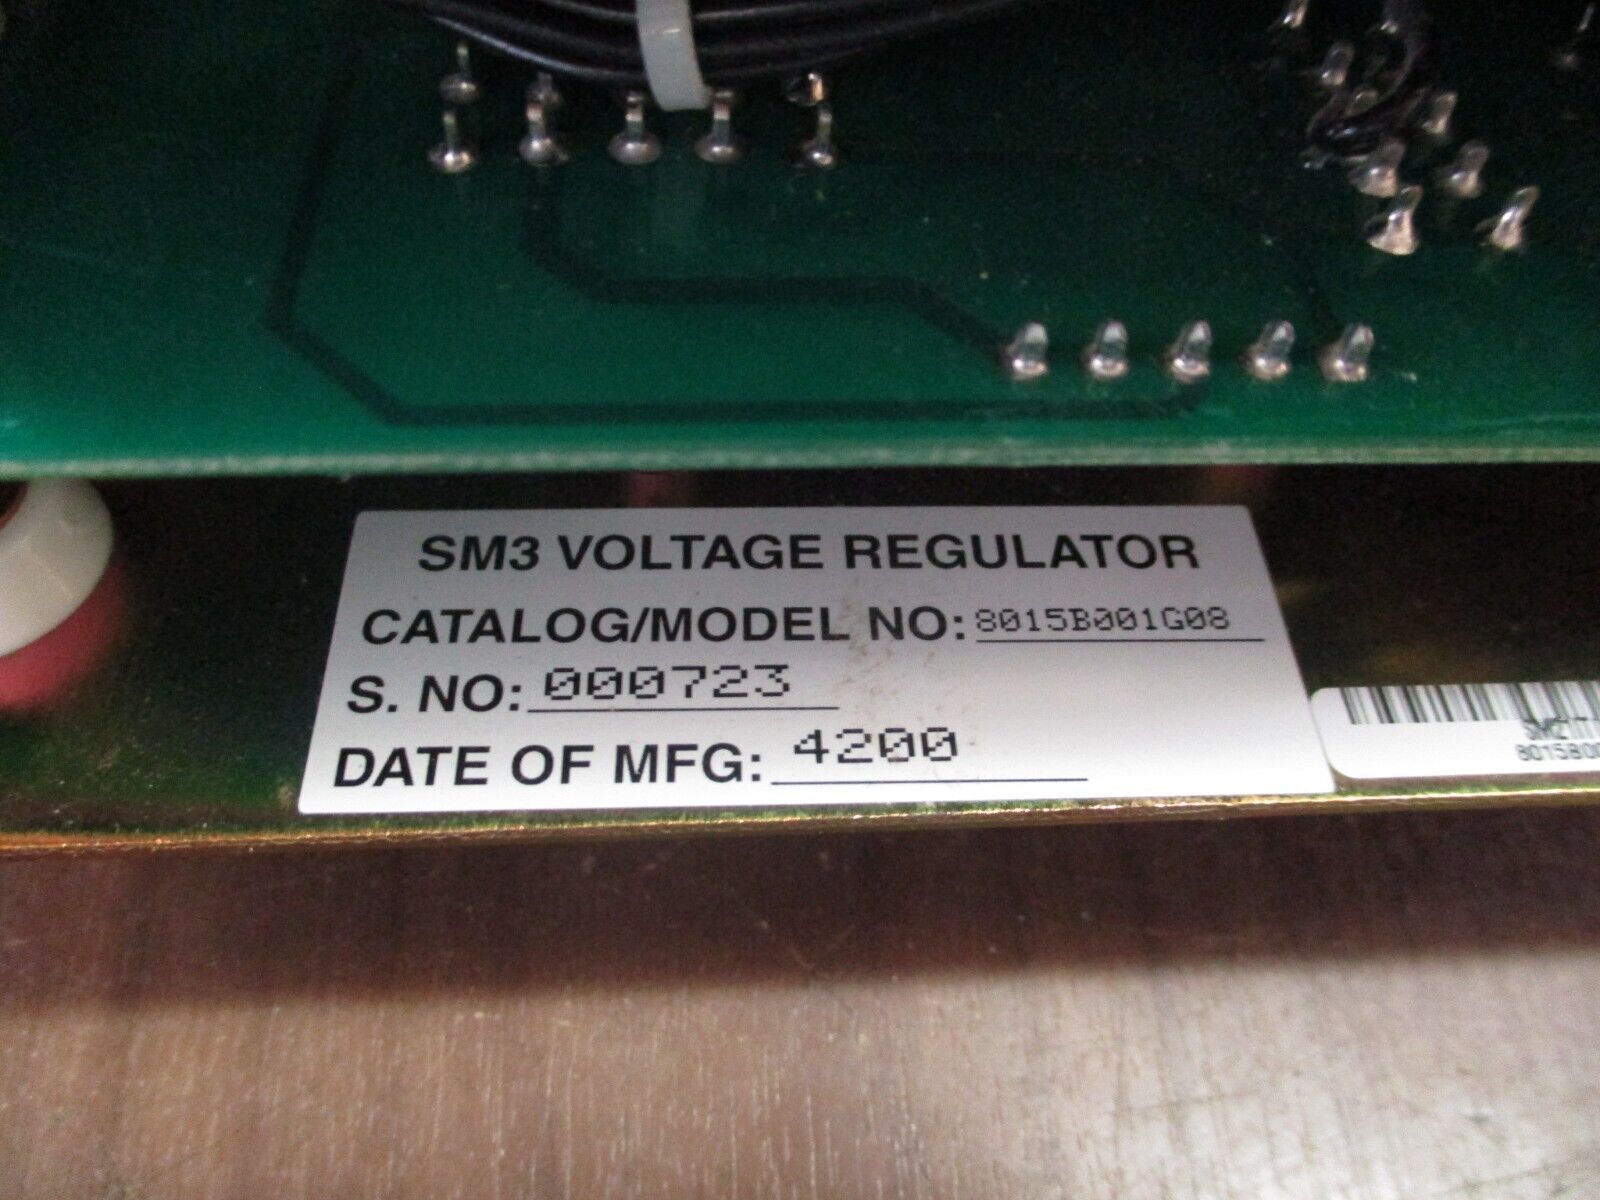 SM3 VOLTAGE REGULATOR
CATALOG/MODEL NO: 8015B001G08
S. NO: 000723
DATE OF MFG: 4200